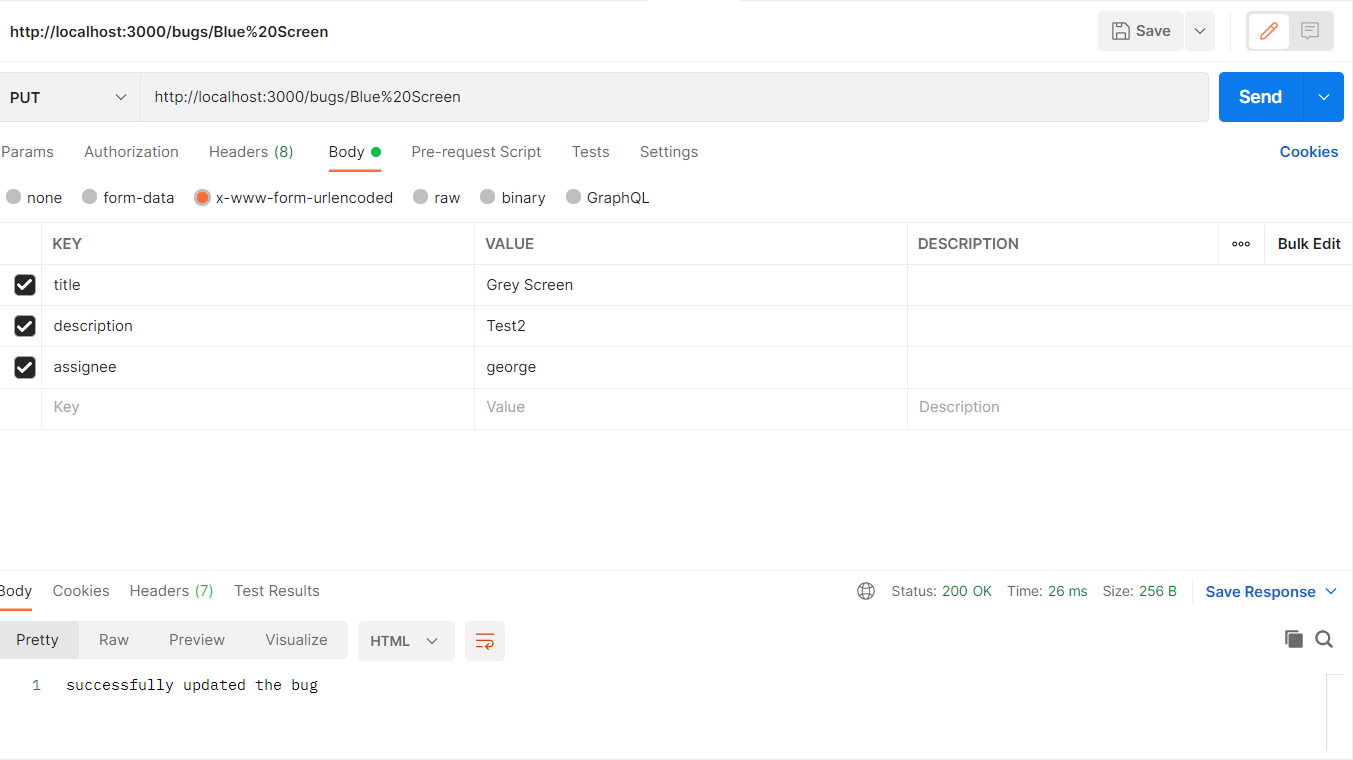 http://localhost:3000/bugs/Blue%20Screen
Save
PUT
http://localhost:3000/bugs/Blue%20Screen
Send
Params Authorization Headers (8) Body Pre-request Script Tests Settings Cookies
none form-data x-www-form-urlencoded raw binary GraphQL
KEY VALUE DESCRIPTION Bulk Edit
title Grey Screen
description Test2
assignee george
Key Value Description
Body Cookies Headers (7) Test Results Status: 200 OK Time: 26 ms Size: 256 B Save Response
Pretty Raw Preview Visualize HTML
1 successfully updated the bug